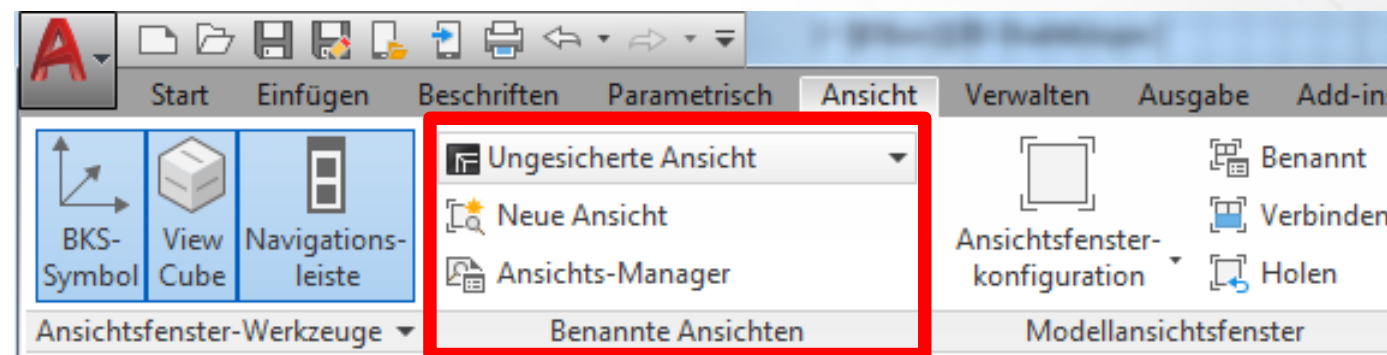 Start Einfügen Beschriften Parametrisch Ansicht Verwalten Ausgabe
BKS-
Symbol
View
Cube
Navigations-
leiste
Ungesicherte Ansicht
Neue Ansicht
Ansichts-Manager
Ansichtsfenster-
konfiguration
Benannt
Verbinden
Holen
Ansichtsfenster-Werkzeuge Benannte Ansichten Modellansichtsfenster